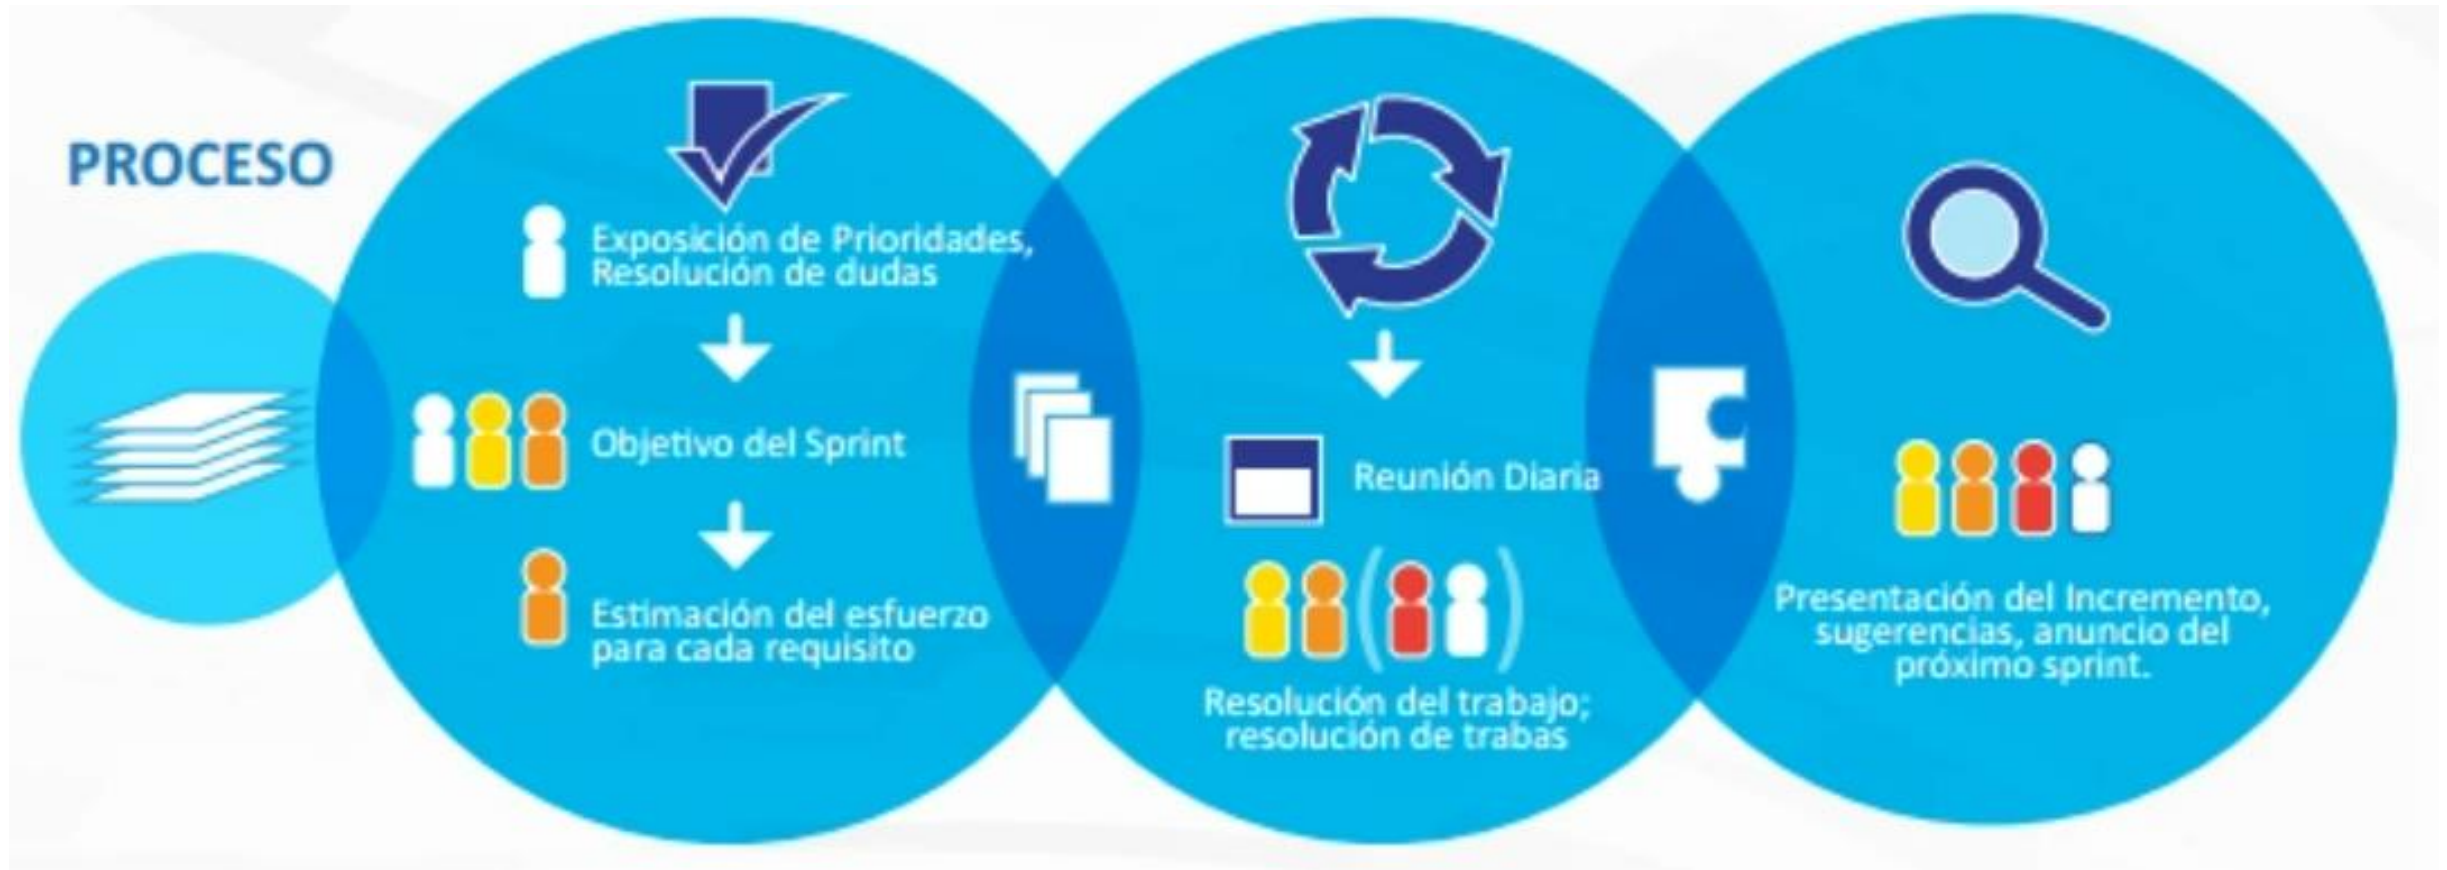 PROCESO
Exposición de Prioridades,
Resolución de dudas
Objetivo del Sprint
Estimación del esfuerzo
para cada requisito
Reunión Diaria
Resolución del trabajo;
resolución de trabas
Presentación del Incremento,
sugerencias, anuncio del
próximo sprint.